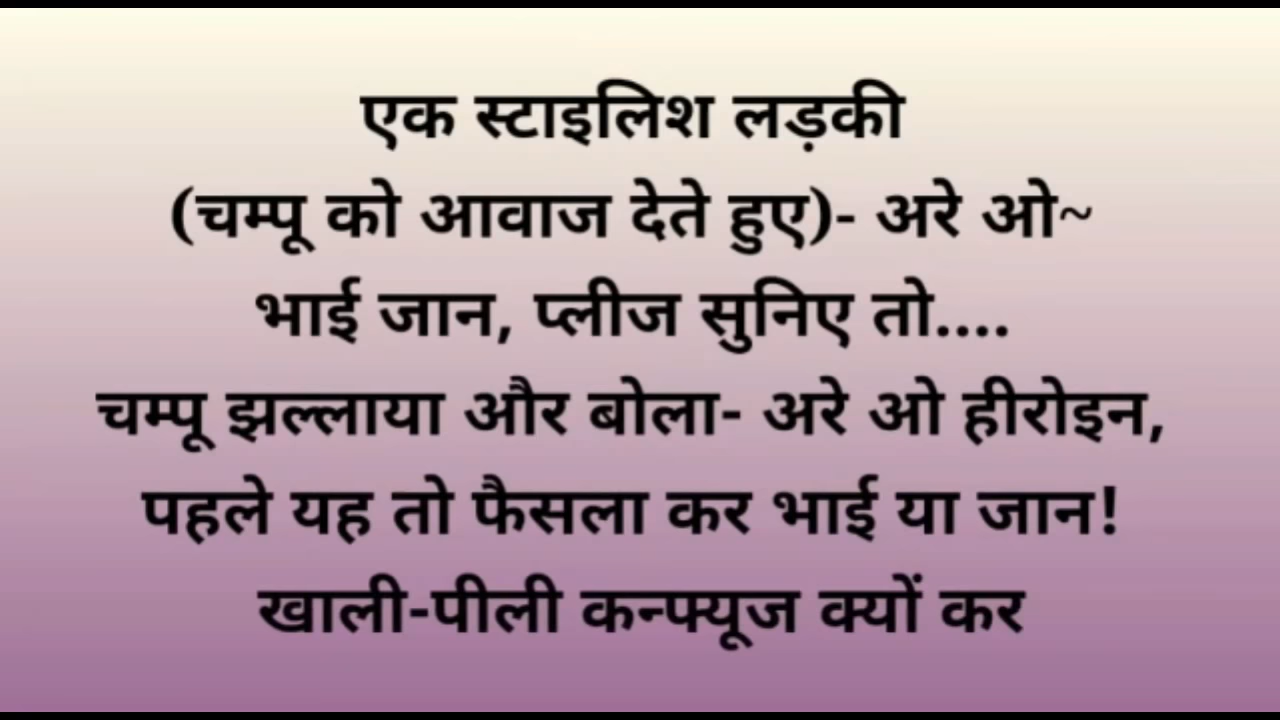 एक स्टाइलिश लड़की
(चम्पू को आवाज देते हुए)- अरे ओ~
भाई जान, प्लीज सुनिए तो....
चम्पू झल्लाया और बोला- अरे ओ हीरोइन,
पहले यह तो फैसला कर भाई या जान!
खाली-पीली कन्फ्यूज क्यों कर